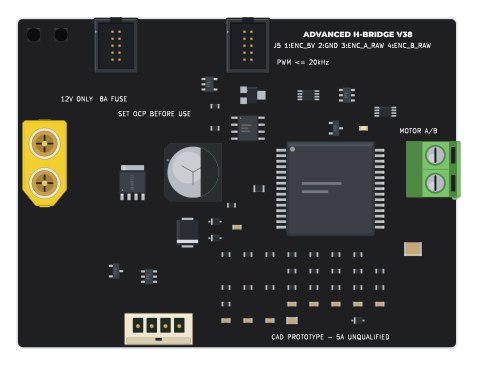 ADVANCED H-BRIDGE V38
J5 1:ENC_5V 2:GND 3:ENC_A_RAW 4:ENC_B_RAW
PWM <= 20kHz
12V ONLY 8A FUSE
SET OCP BEFORE USE
MOTOR A/B
CAD PROTOTYPE – 5A UNQUALIFIED